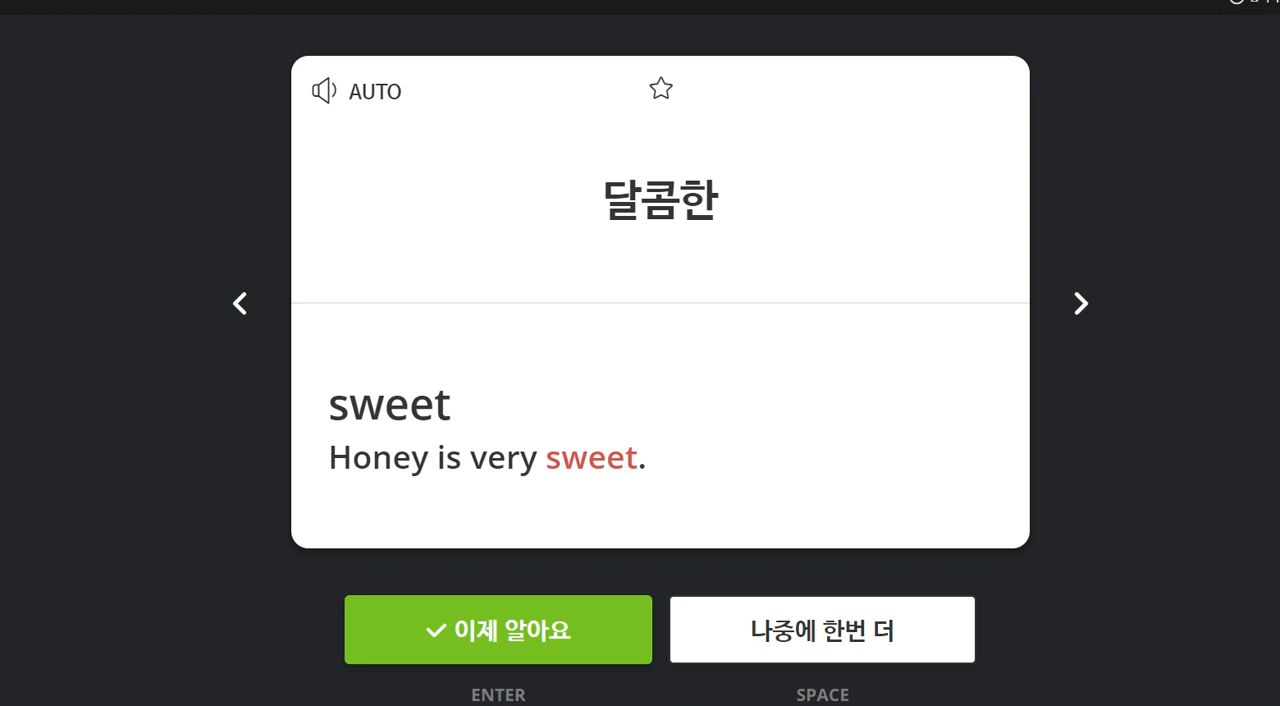 AUTO
달콤한
sweet
Honey is very sweet.
이제 알아요
나중에 한번 더
ENTER
SPACE